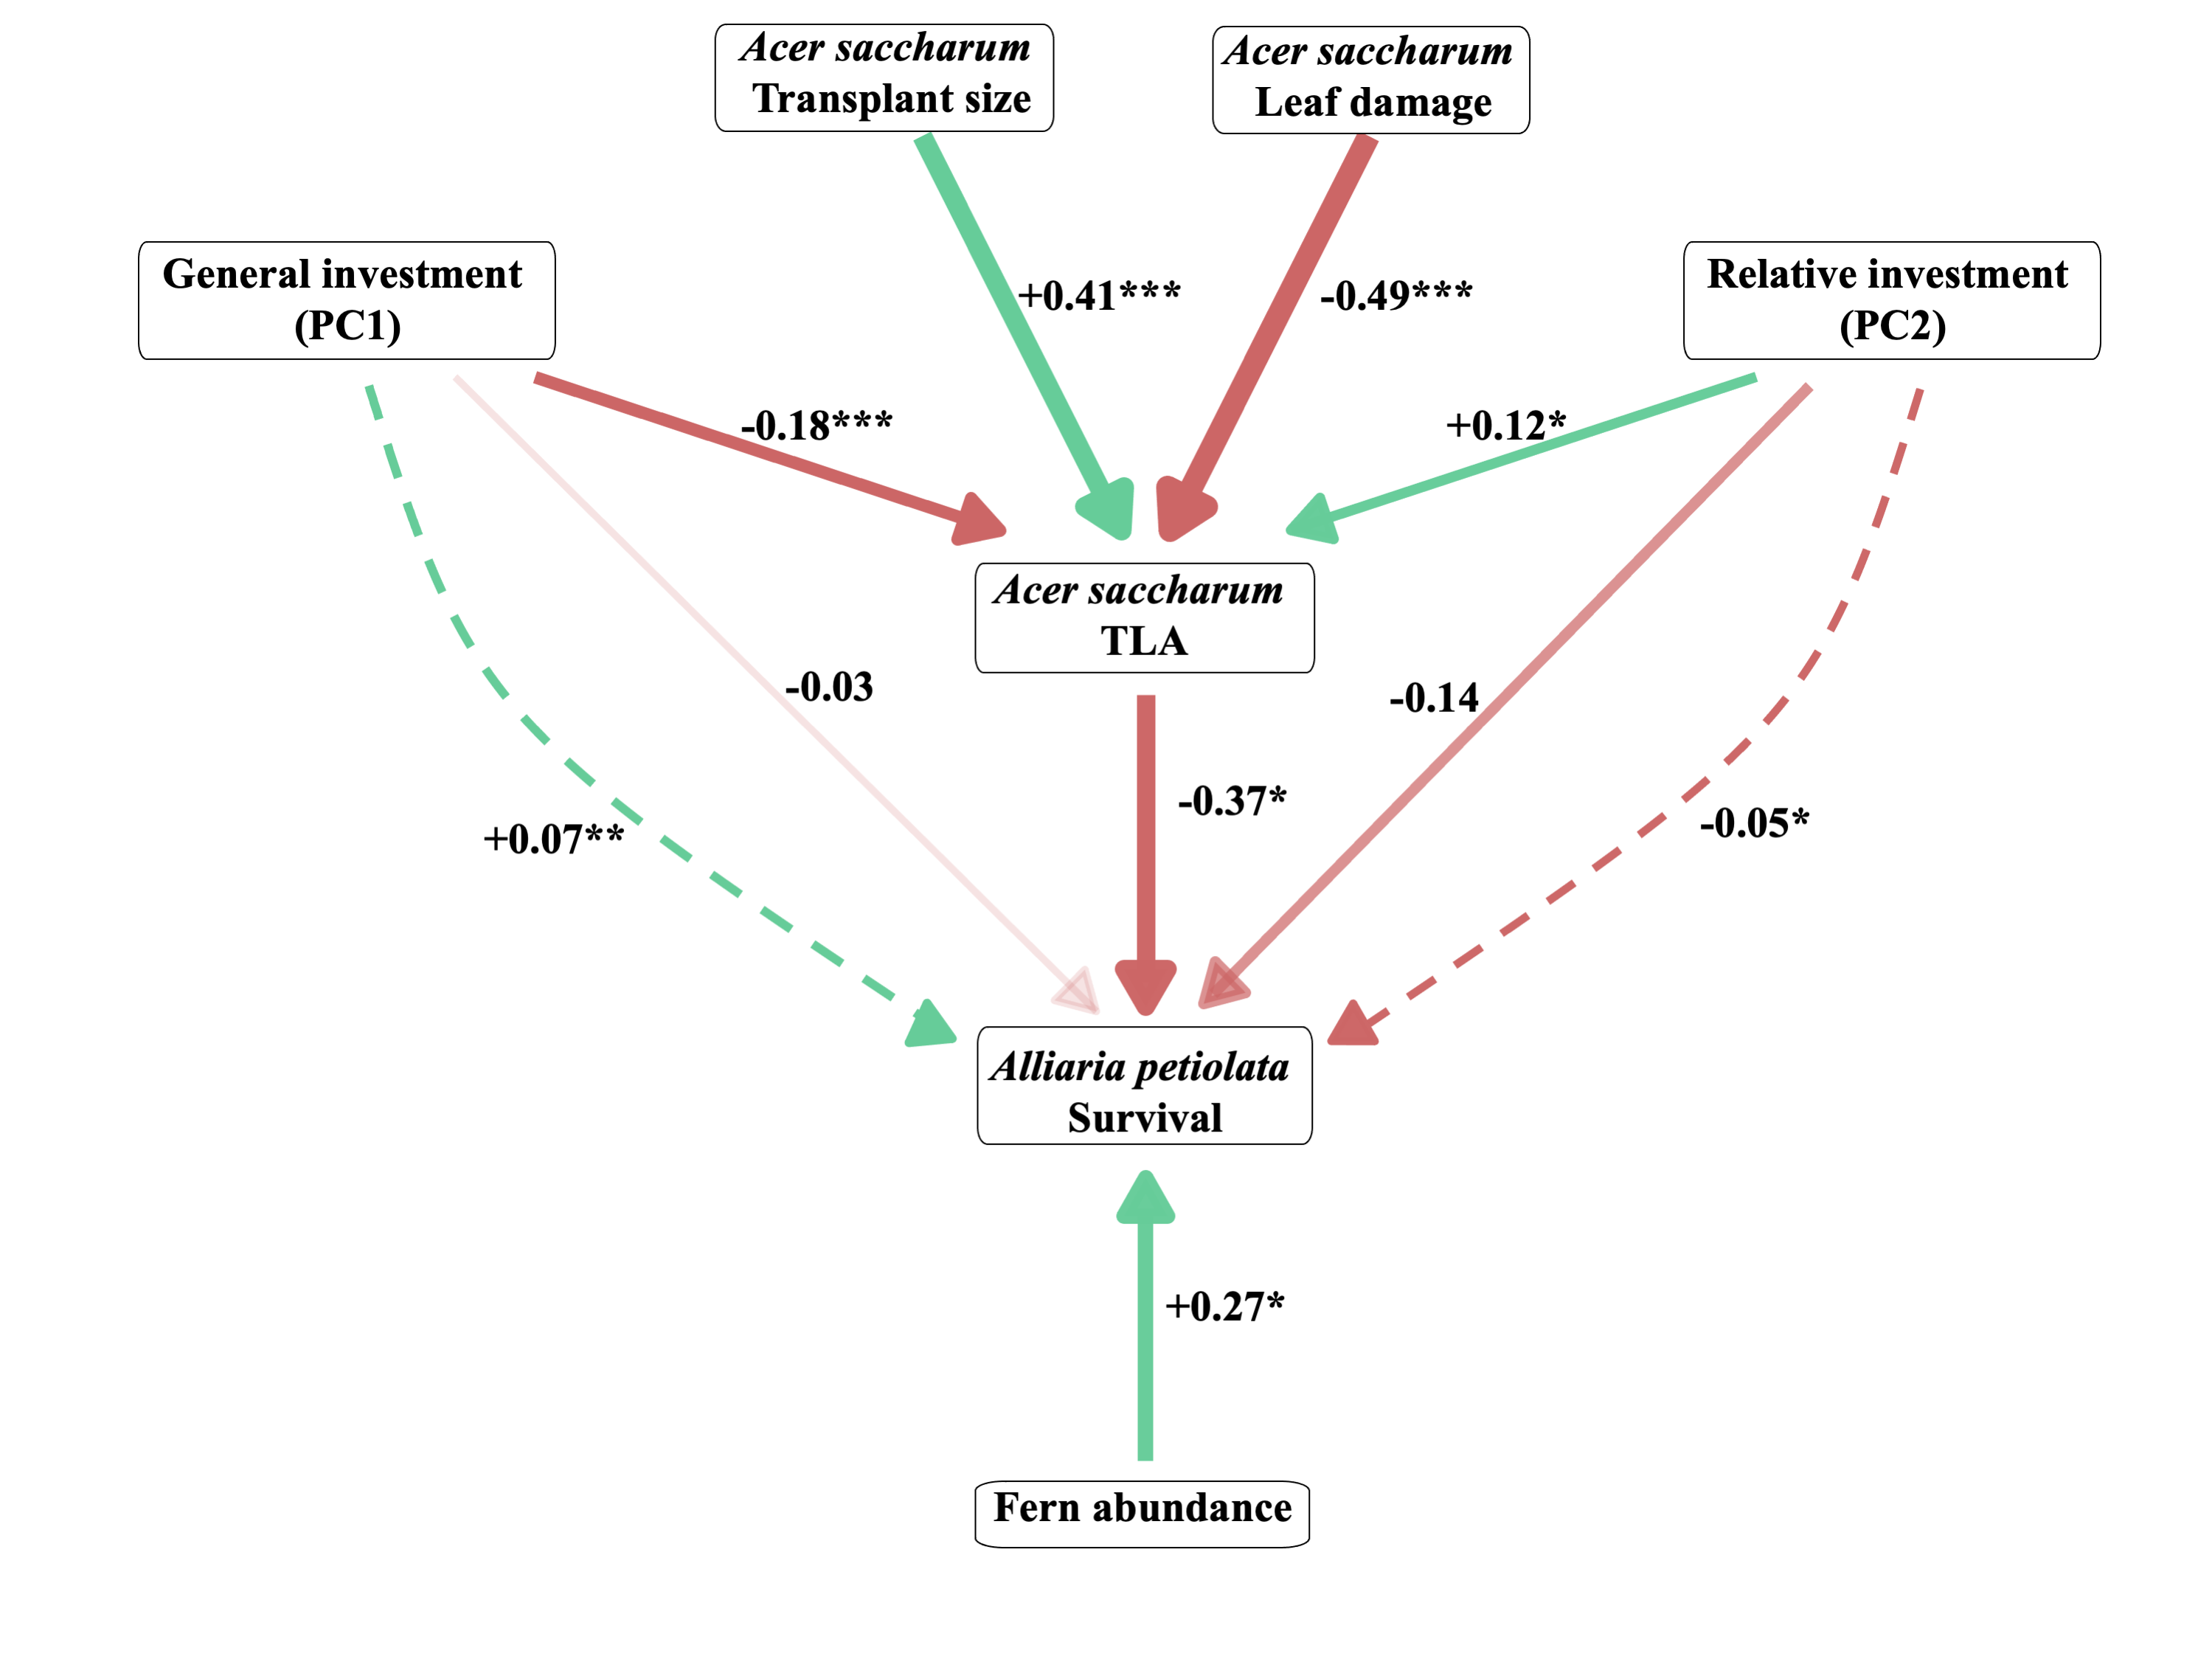 Acer saccharum
Transplant size
Acer saccharum
Leaf damage
General investment
(PC1)
Relative investment
(PC2)
+0.41***
-0.49***
-0.18***
+0.12*
Acer saccharum
TLA
-0.03
-0.14
-0.37*
+0.07**
-0.05*
Alliaria petiolata
Survival
+0.27*
Fern abundance